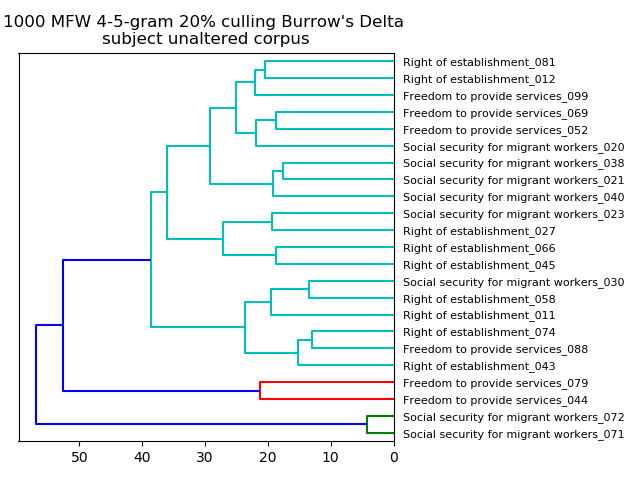 1000 MFW 4-5-gram 20% culling Burrow's Delta
subject unaltered corpus
Right of establishment_081
Right of establishment_012
Freedom to provide services_099
Freedom to provide services_069
Freedom to provide services_052
Social security for migrant workers_020
Social security for migrant workers_038
Social security for migrant workers_021
Social security for migrant workers_040
Social security for migrant workers_023
Right of establishment_027
Right of establishment_066
Right of establishment_045
Social security for migrant workers_030
Right of establishment_058
Right of establishment_011
Right of establishment_074
Freedom to provide services_088
Right of establishment_043
Freedom to provide services_079
Freedom to provide services_044
Social security for migrant workers_072
Social security for migrant workers_071
50 40 30 20 10 0